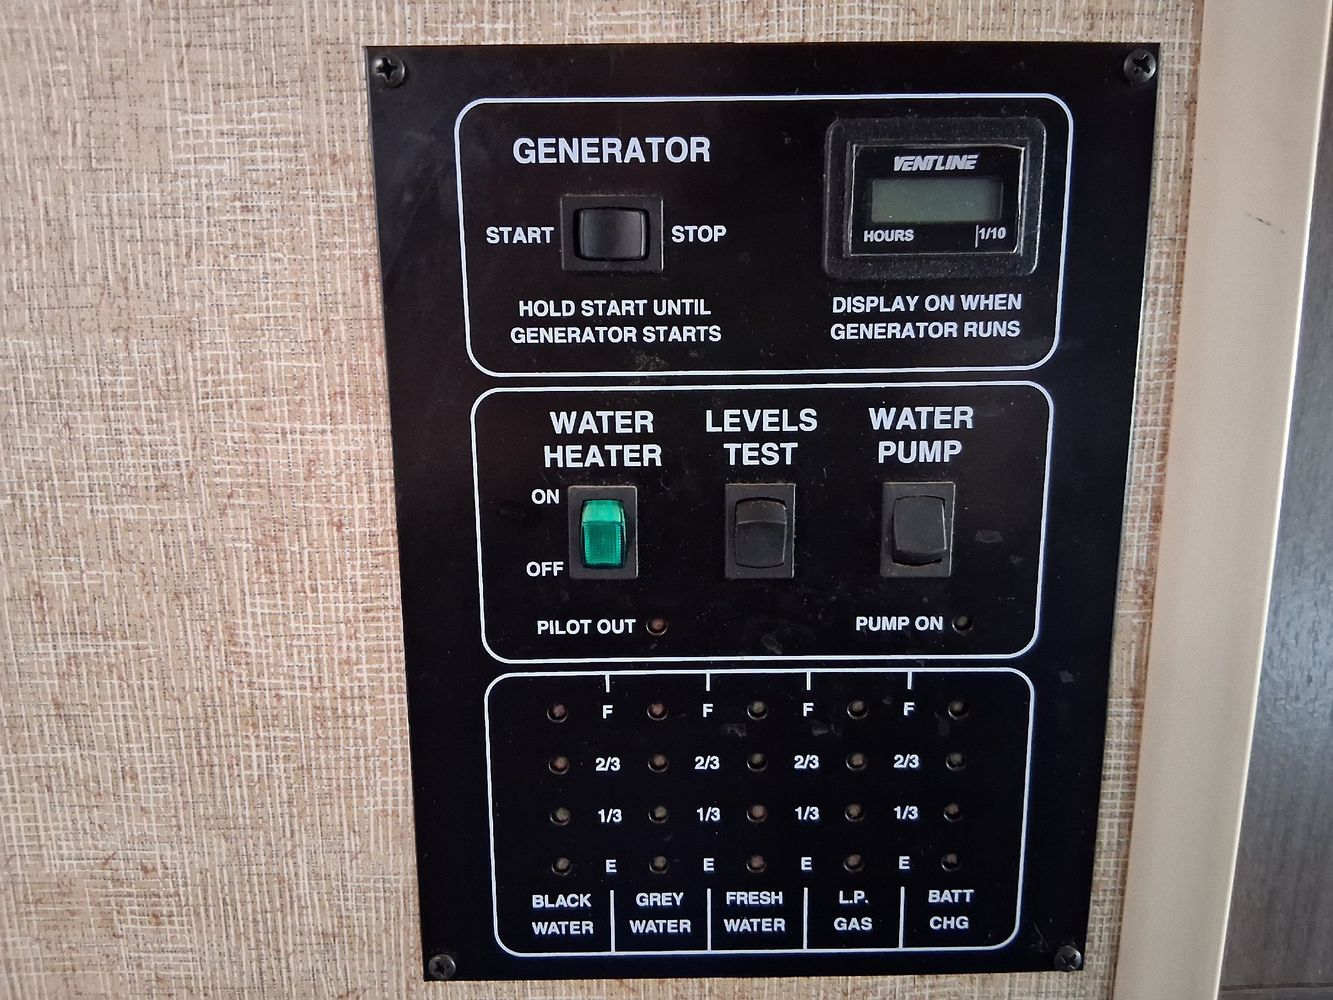 GENERATOR
START
STOP
HOLD START UNTIL
GENERATOR STARTS
VENTLINE
HOURS
1/10
DISPLAY ON WHEN
GENERATOR RUNS
WATER
HEATER
LEVELS
TEST
WATER
PUMP
ON
OFF
PILOT OUT
PUMP ON
F F F F
2/3 2/3 2/3 2/3
1/3 1/3 1/3 1/3
E E E E
BLACK
WATER
GREY
WATER
FRESH
WATER
L.P.
GAS
BATT
CHG